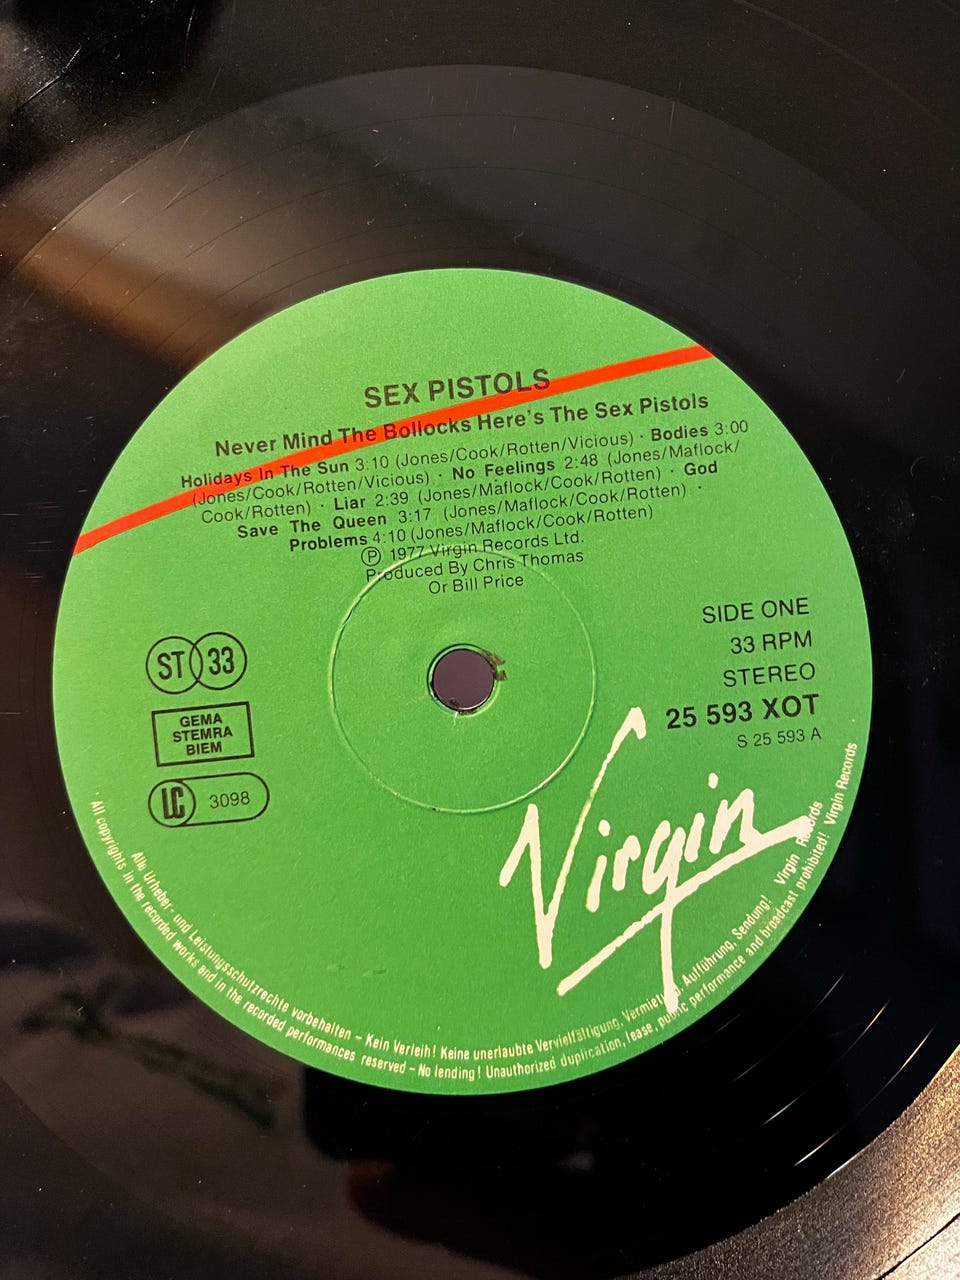 SEX PISTOLS
Never Mind The Bollocks Here's The Sex Pistols
Holidays In The Sun 3:10 (Jones/Cook/Rotten/Vicious) · Bodies 3:00
(Jones/Cook/Rotten/Vicious) · No Feelings 2:48 (Jones/Maflock/
Cook/Rotten) · Liar 2:39 (Jones/Maflock/Cook/Rotten) · God
Save The Queen 3:17 (Jones/Maflock/Cook/Rotten) ·
Problems 4:10 (Jones/Maflock/Cook/Rotten)
Ⓟ 1977 Virgin Records Ltd.
Produced By Chris Thomas
Or Bill Price
SIDE ONE
33 RPM
STEREO
25 593 XOT
S 25 593 A
ST 33
GEMA
STEMRA
BIEM
LC 3098
Virgin
Alle Urheber- und Leistungsschutzrechte vorbehalten – Kein Verleih! Keine unerlaubte Vervielfältigung, Vermietung, Aufführung, Sendung! Virgin Records
All copyrights in the recorded works and in the recorded performances reserved – No lending! Unauthorized duplication, lease, public performance and broadcast prohibited! Virgin Records